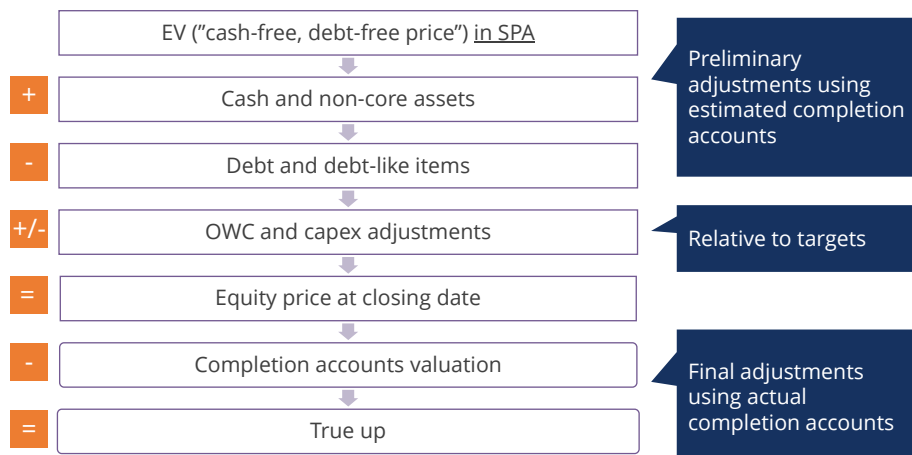 EV (”cash-free, debt-free price”) in SPA
Preliminary
adjustments using
estimated completion
accounts
+
Cash and non-core assets
-
Debt and debt-like items
+/-
OWC and capex adjustments
Relative to targets
=
Equity price at closing date
-
Completion accounts valuation
Final adjustments
using actual
completion accounts
=
True up